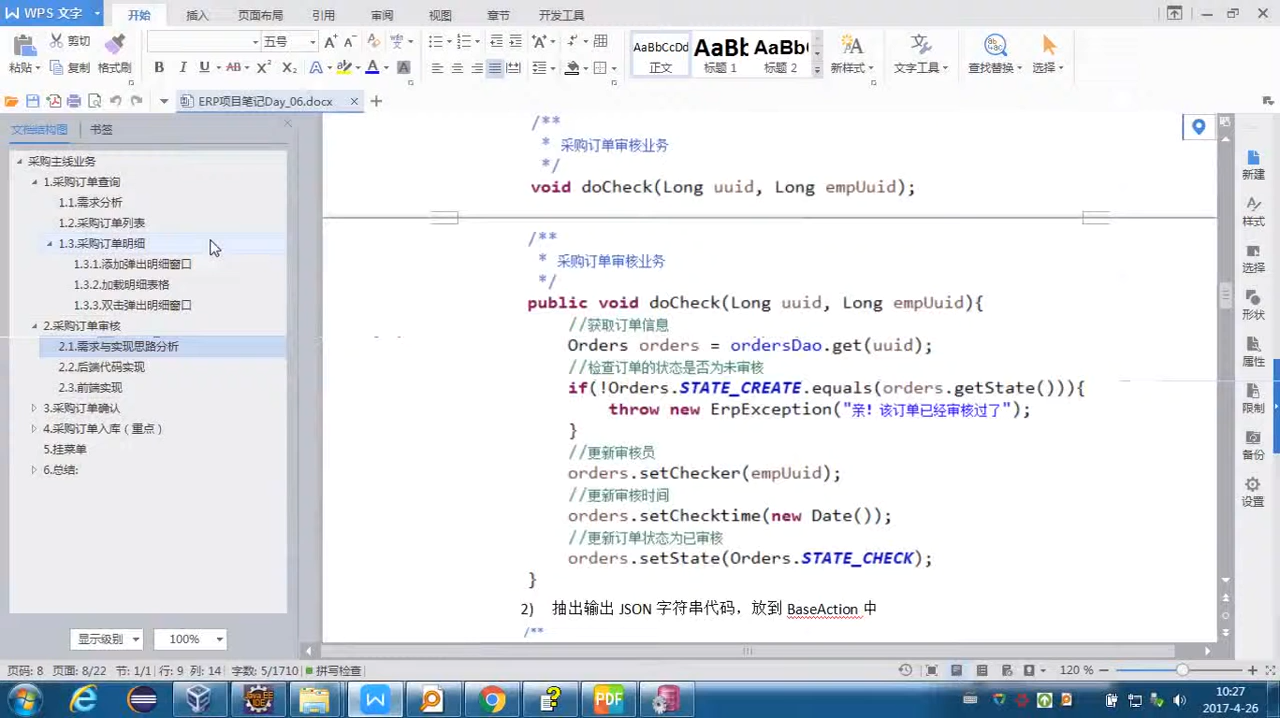 WPS 文字
开始
插入
页面布局
引用
审阅
视图
章节
开发工具
粘贴
剪切
复制
格式刷
五号
AaBbCcDd
正文
AaBb
标题 1
AaBb(
标题 2
新样式
文字工具
查找替换
选择
ERP项目笔记Day_06.docx
文档结构图
书签
采购主线业务
1.采购订单查询
1.1.需求分析
1.2.采购订单列表
1.3.采购订单明细
1.3.1.添加弹出明细窗口
1.3.2.加载明细表格
1.3.3.双击弹出明细窗口
2.采购订单审核
2.1.需求与实现思路分析
2.2.后端代码实现
2.3.前端实现
3.采购订单确认
4.采购订单入库（重点）
5.挂菜单
6.总结:
显示级别
100%
/**
* 采购订单审核业务
*/
void doCheck(Long uuid, Long empUuid);
/**
* 采购订单审核业务
*/
public void doCheck(Long uuid, Long empUuid){
//获取订单信息
Orders orders = ordersDao.get(uuid);
//检查订单的状态是否为未审核
if(!Orders.STATE_CREATE.equals(orders.getState())){
throw new ErpException("亲！该订单已经审核过了");
}
//更新审核员
orders.setChecker(empUuid);
//更新审核时间
orders.setChecktime(new Date());
//更新订单状态为已审核
orders.setState(Orders.STATE_CHECK);
}
2) 抽出输出 JSON 字符串代码，放到 BaseAction 中
/**
新建
样式
选择
形状
属性
限制
备份
设置
页码: 8 页面: 8/22 节: 1/1 行: 9 列: 14 字数: 5/1710 拼写检查
120 %
10:27
2017-4-26